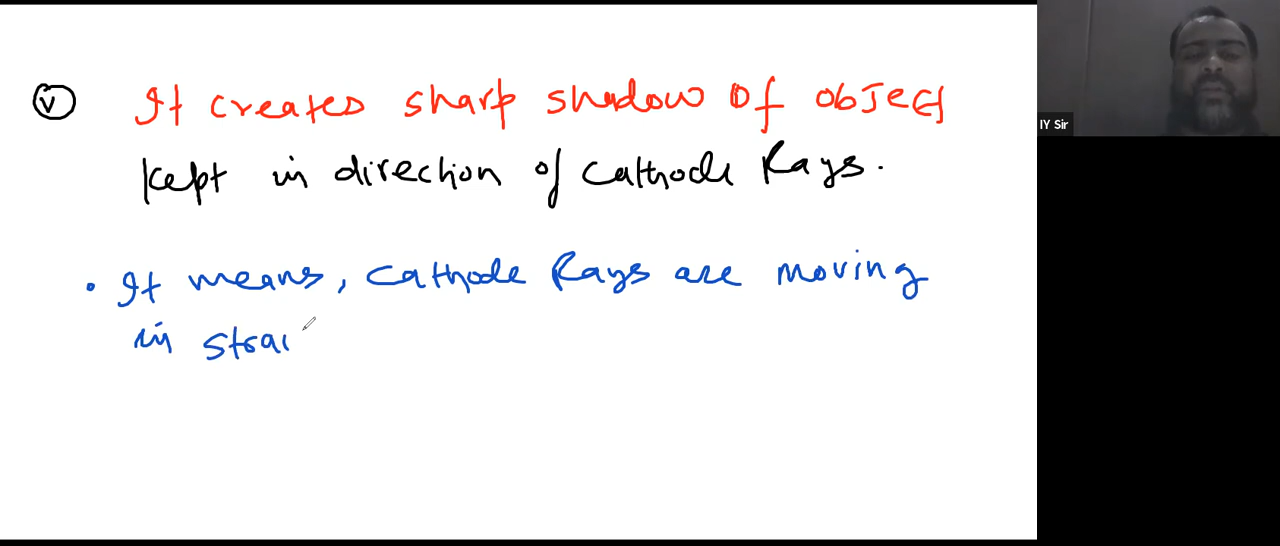 (v) It creates sharp shadow of object
kept in direction of cathode Rays.
• It means, cathode Rays are moving
in strai
IY Sir